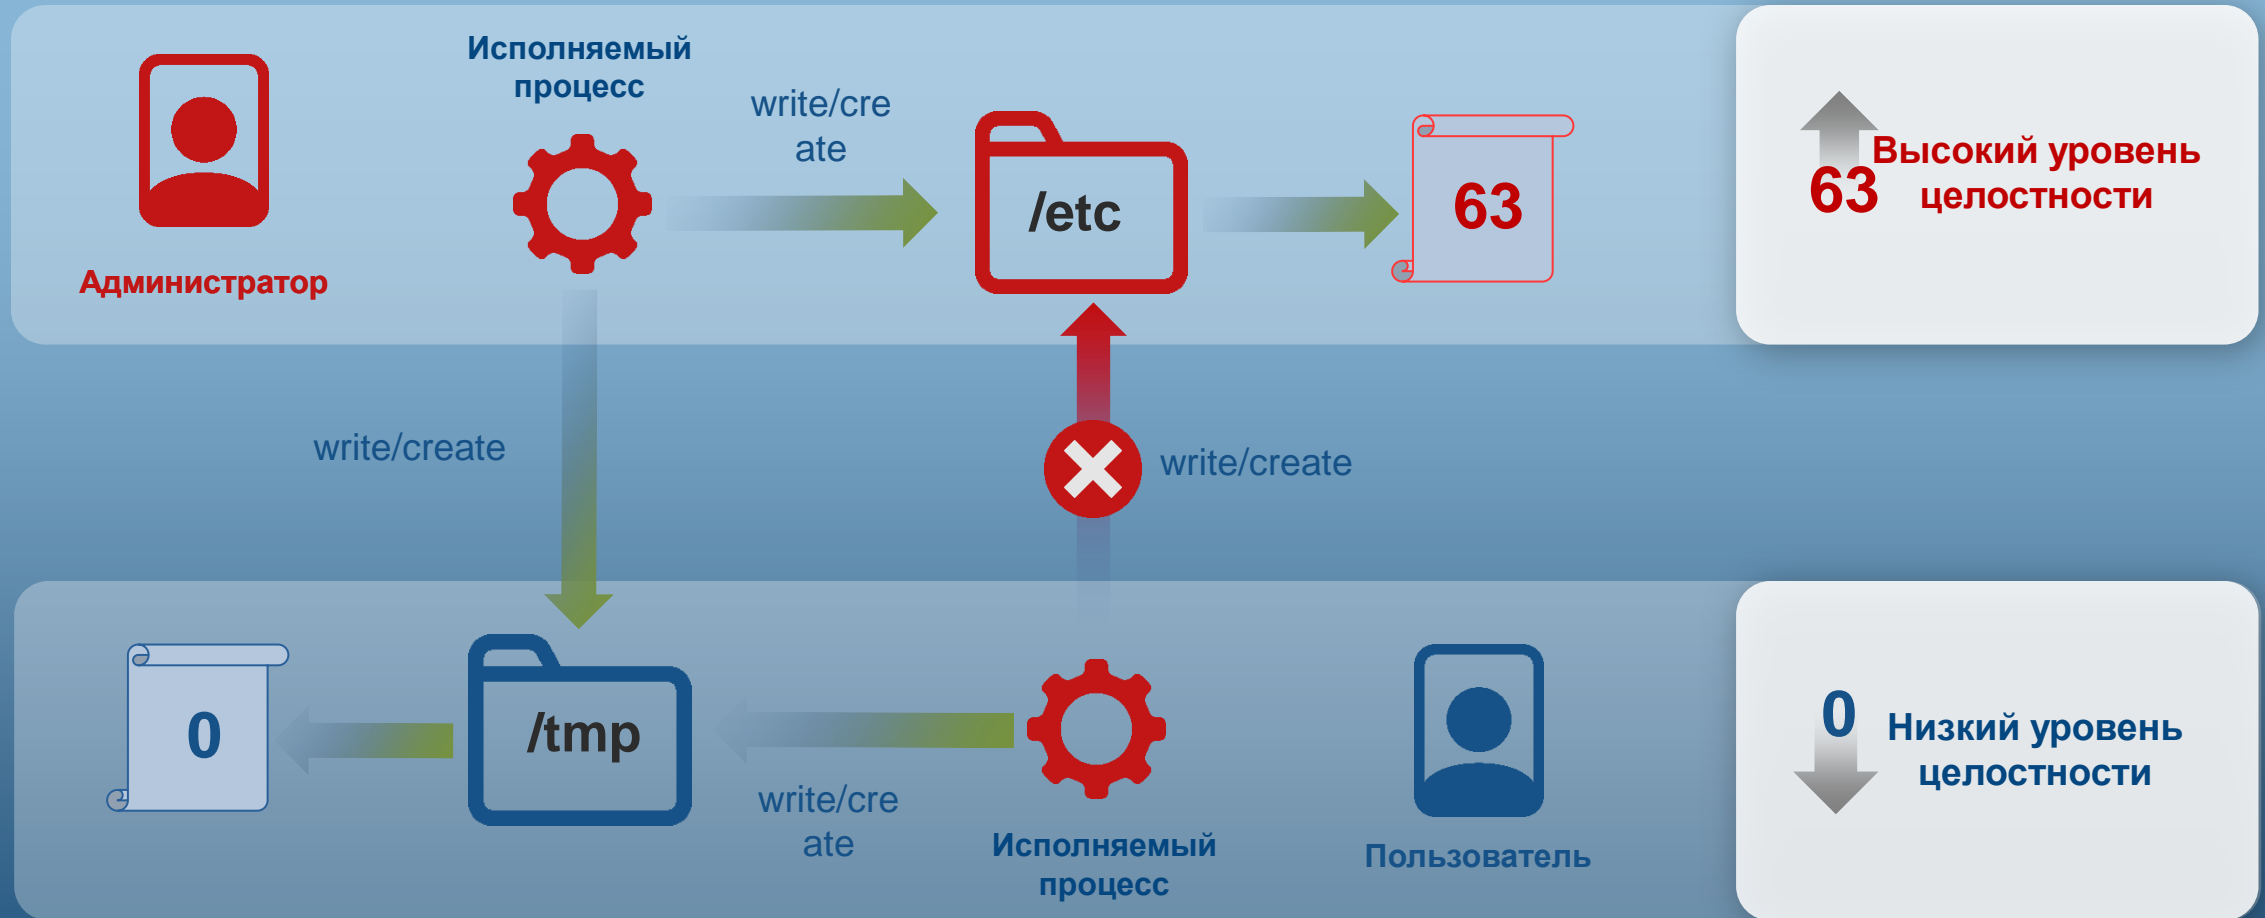 Исполняемый
процесс
Администратор
write/cre
ate
/etc
63
63
Высокий уровень
целостности
write/create
write/create
0
/tmp
write/cre
ate
Исполняемый
процесс
Пользователь
0
Низкий уровень
целостности